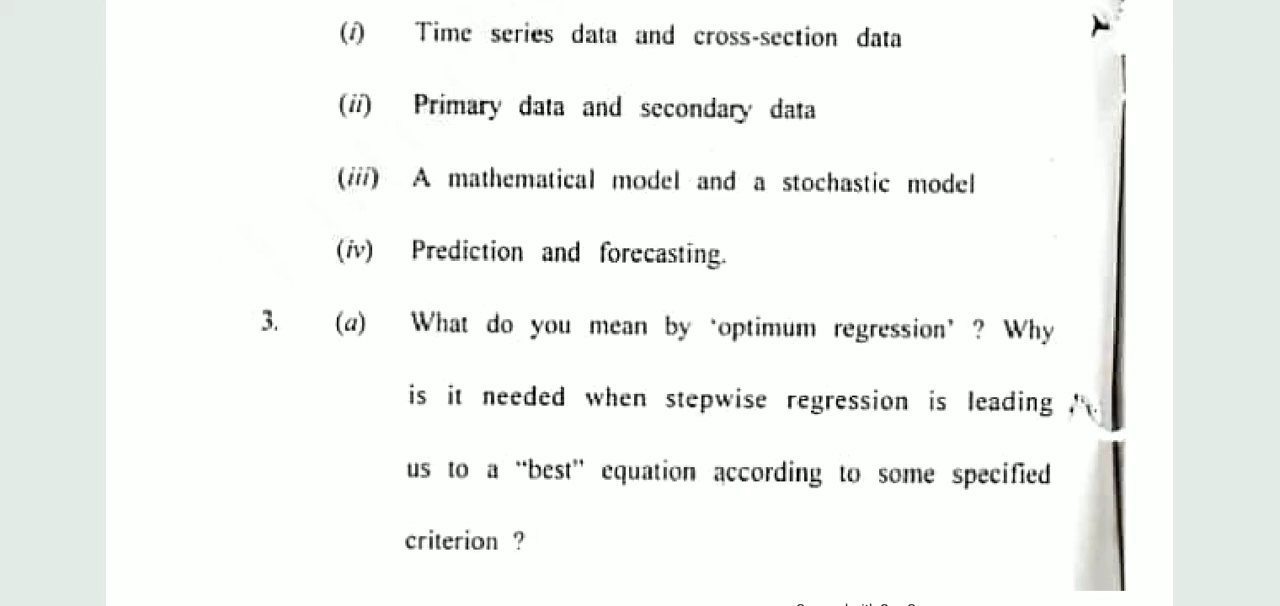 (i) Time series data and cross-section data
(ii) Primary data and secondary data
(iii) A mathematical model and a stochastic model
(iv) Prediction and forecasting.
3. (a) What do you mean by 'optimum regression' ? Why
is it needed when stepwise regression is leading
us to a “best” equation according to some specified
criterion ?